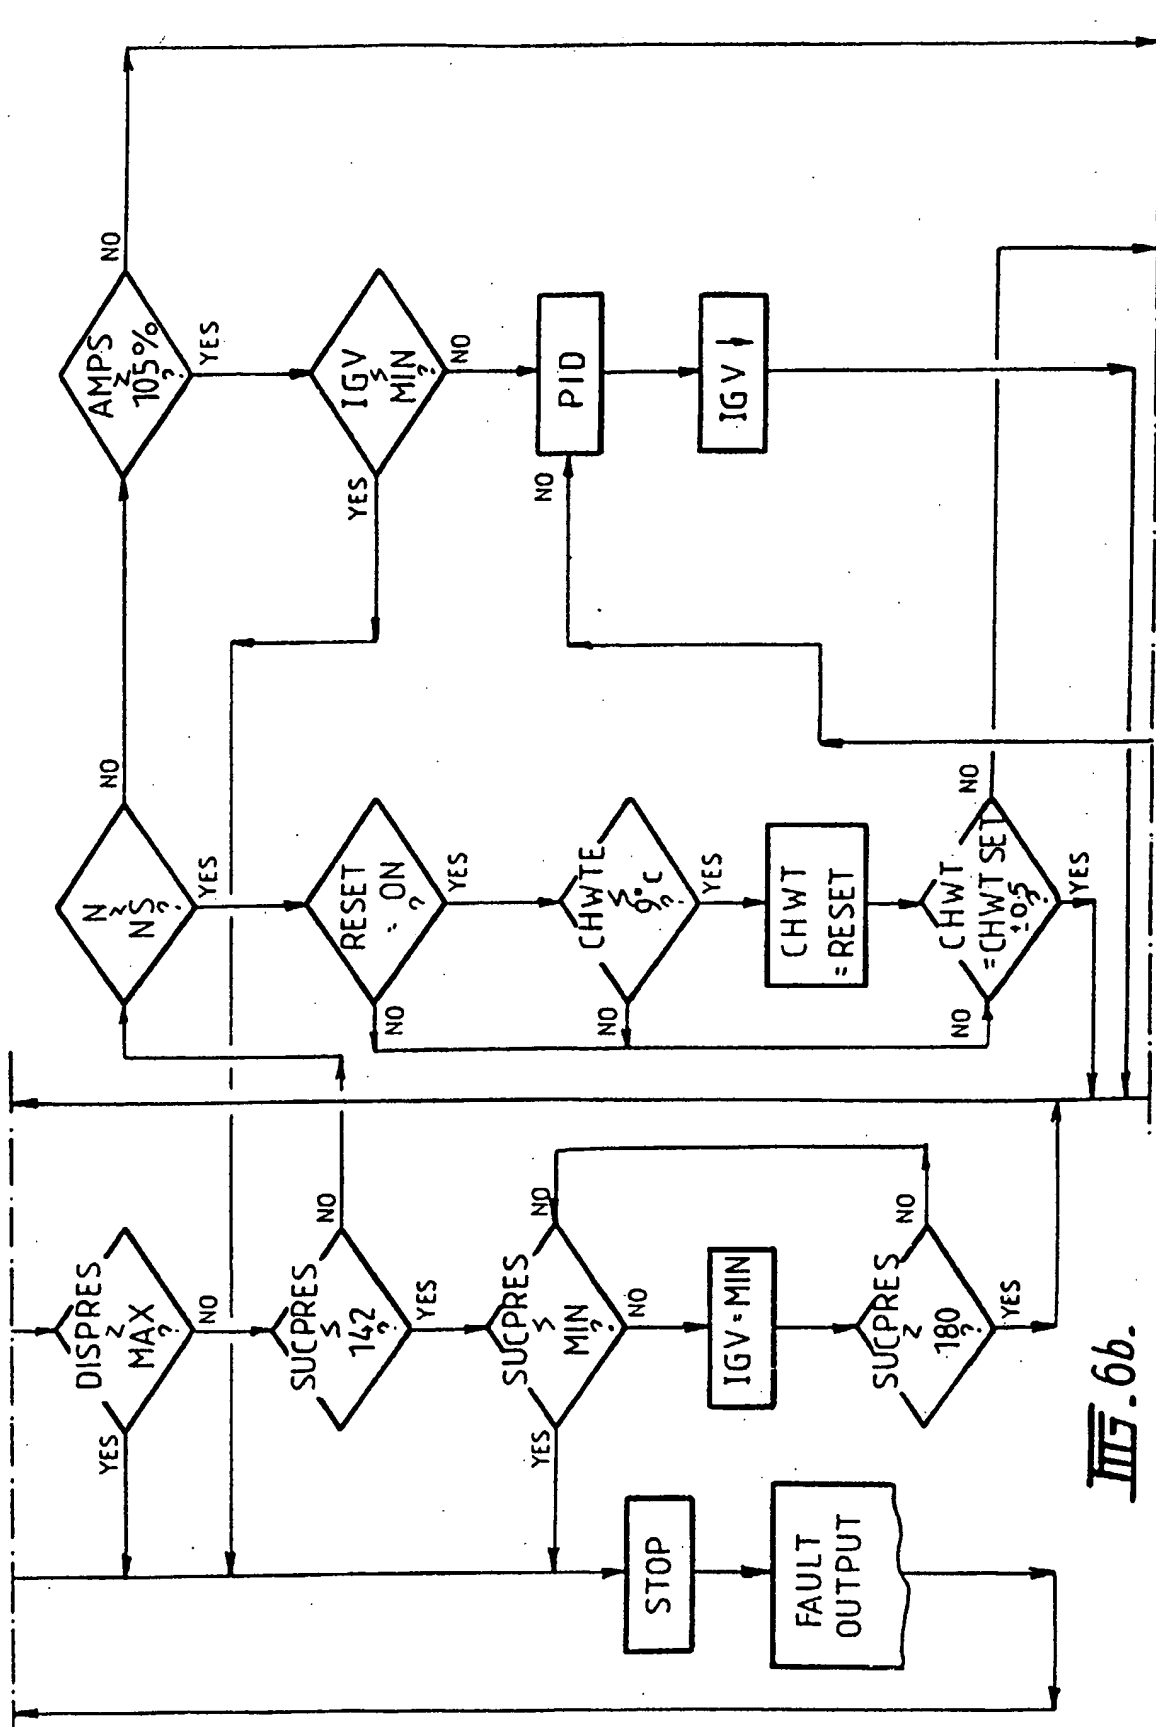 DISPRES
≥
MAX
?
YES
NO
SUCPRES
≤
142
?
NO
YES
SUCPRES
≤
MIN
?
YES
NO
NO
IGV = MIN
SUCPRES
≥
180
?
NO
YES
STOP
FAULT
OUTPUT
N
≥
NS
?
NO
YES
RESET
= ON
?
NO
YES
CHWTE
≤
9°C
?
NO
YES
CHWT
= RESET
CHWT
=CHWT SET
±0.5
?
NO
NO
YES
AMPS
≥
105%
?
NO
YES
IGV
≤
MIN
?
YES
NO
PID
NO
IGV ↓
FIG. 6b.